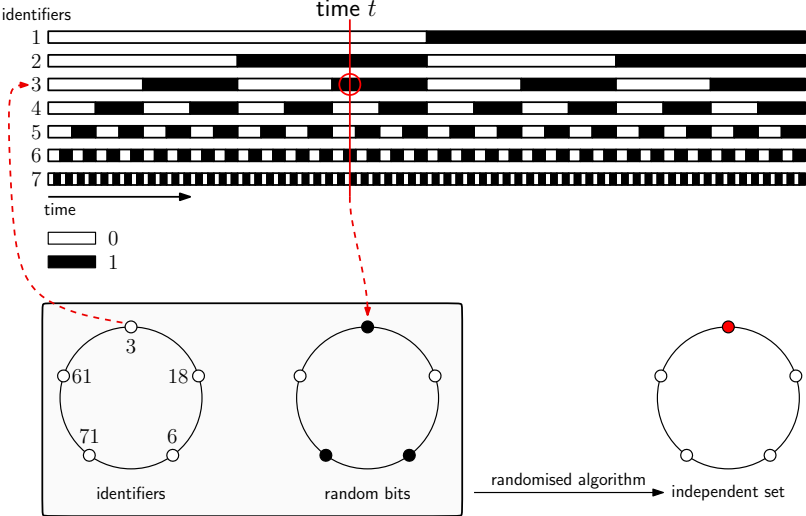 time t
identifiers
1
2
3
4
5
6
7
time
0
1
3
61
18
71
6
identifiers
random bits
randomised algorithm
independent set